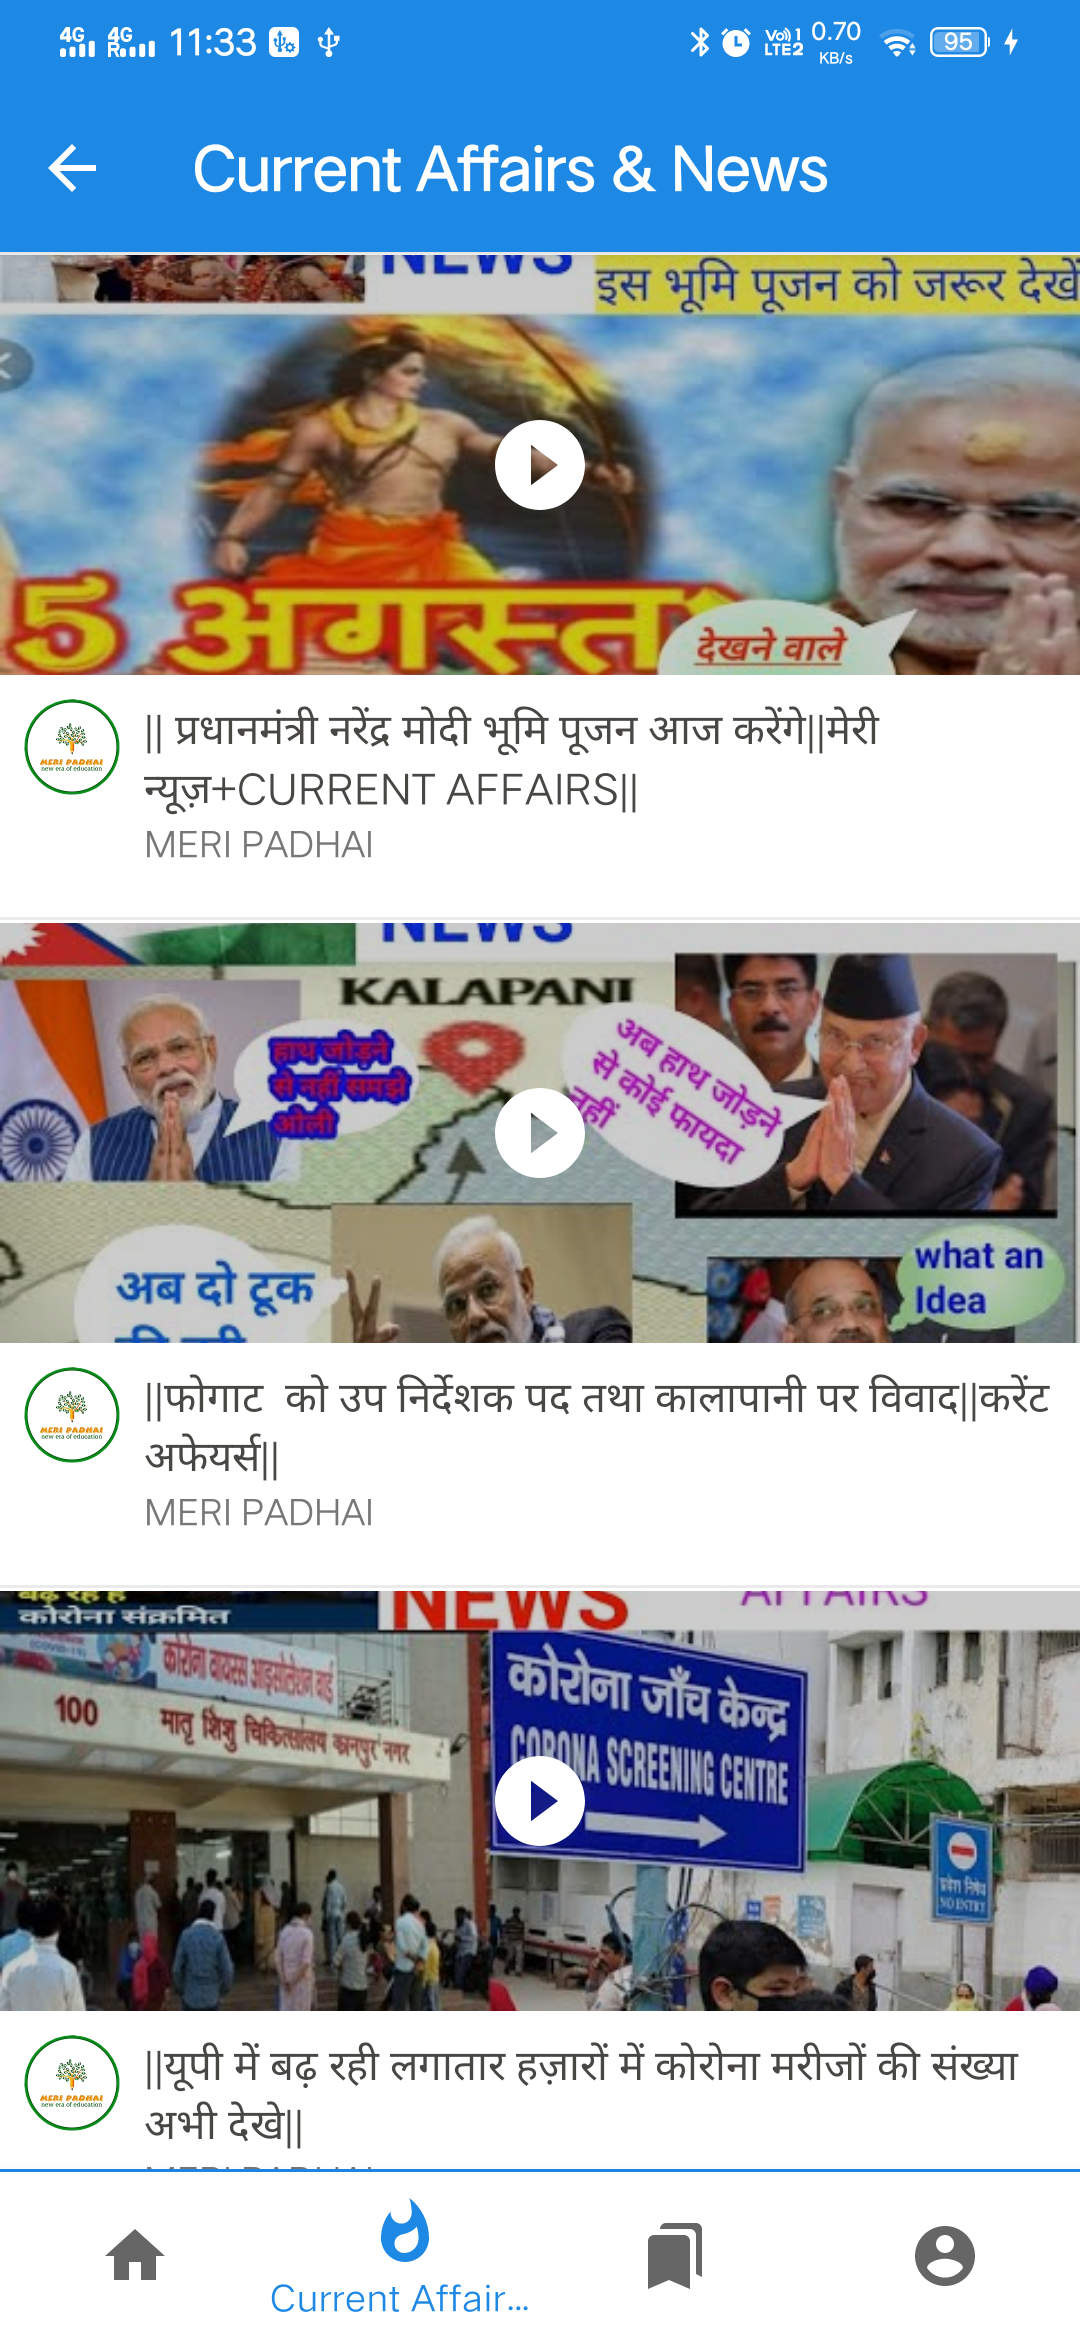 4G 4G 11:33 Vo)) 1 0.70
R LTE2 KB/s 95
Current Affairs & News
NEWS इस भूमि पूजन को जरूर देखें
5 अगस्त
देखने वाले
|| प्रधानमंत्री नरेंद्र मोदी भूमि पूजन आज करेंगे||मेरी
न्यूज़+CURRENT AFFAIRS||
MERI PADHAI
new era of education
MERI PADHAI
NEWS
KALAPANI
हाथ जोड़ने
से नहीं समझे
ओली
अब हाथ जोड़ने
से कोई फायदा
नहीं
अब दो टूक
what an
Idea
||फोगाट को उप निर्देशक पद तथा कालापानी पर विवाद||करेंट
अफेयर्स||
MERI PADHAI
new era of education
MERI PADHAI
बढ़ रहे हैं
कोरोना संक्रमित
NEWS AFFAIRS
कोरोना वायरस आइसोलेशन वार्ड
100 मातृ शिशु चिकित्सालय कानपुर नगर
कोरोना जाँच केन्द्र
CORONA SCREENING CENTRE
प्रवेश निषेध
NO ENTRY
||यूपी में बढ़ रही लगातार हज़ारों में कोरोना मरीजों की संख्या
अभी देखे||
MERI PADHAI
new era of education
MERI PADHAI
Current Affair...